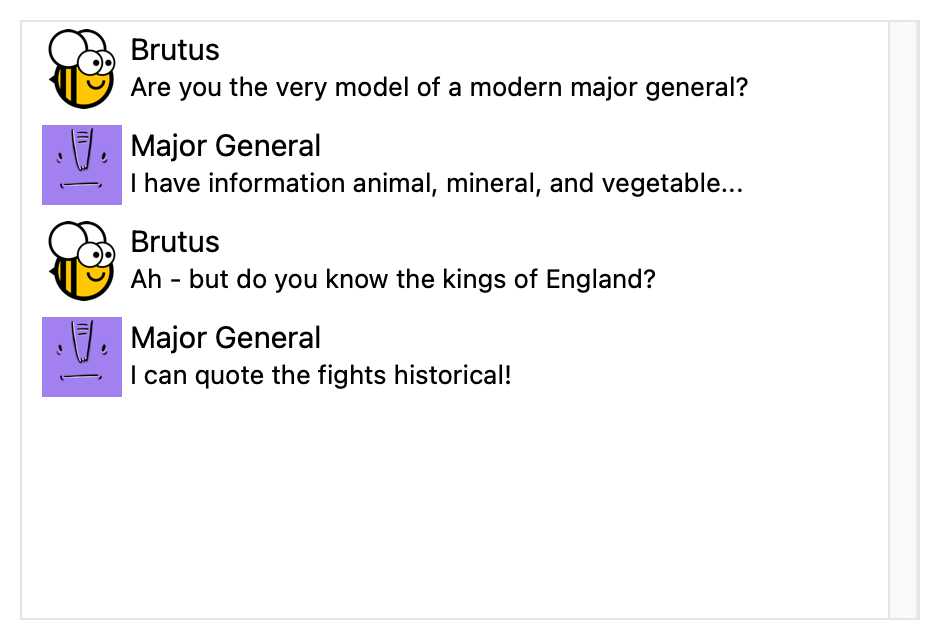 Brutus
Are you the very model of a modern major general?
Major General
I have information animal, mineral, and vegetable...
Brutus
Ah - but do you know the kings of England?
Major General
I can quote the fights historical!